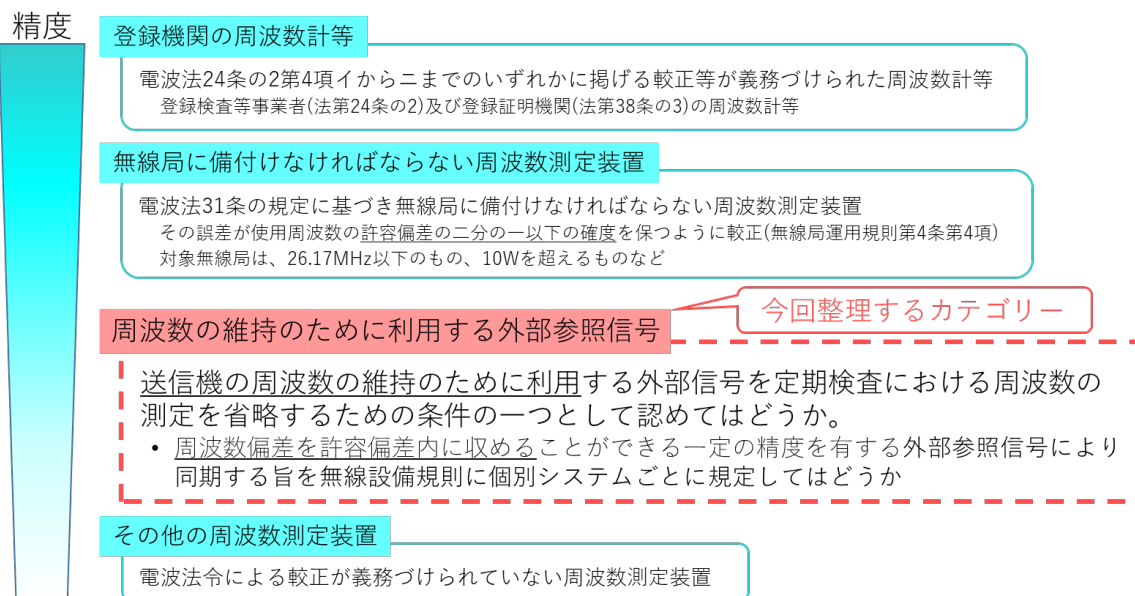 精度
登録機関の周波数計等
電波法24条の2第4項イからニまでのいずれかに掲げる較正等が義務づけられた周波数計等
登録検査等事業者(法第24条の2)及び登録証明機関(法第38条の3)の周波数計等
無線局に備付けなければならない周波数測定装置
電波法31条の規定に基づき無線局に備付けなければならない周波数測定装置
その誤差が使用周波数の許容偏差の二分の一以下の確度を保つように較正(無線局運用規則第4条第4項)
対象無線局は、26.17MHz以下のもの、10Wを超えるものなど
今回整理するカテゴリー
周波数の維持のために利用する外部参照信号
送信機の周波数の維持のために利用する外部信号を定期検査における周波数の
測定を省略するための条件の一つとして認めてはどうか。
• 周波数偏差を許容偏差内に収めることができる一定の精度を有する外部参照信号により
同期する旨を無線設備規則に個別システムごとに規定してはどうか
その他の周波数測定装置
電波法令による較正が義務づけられていない周波数測定装置